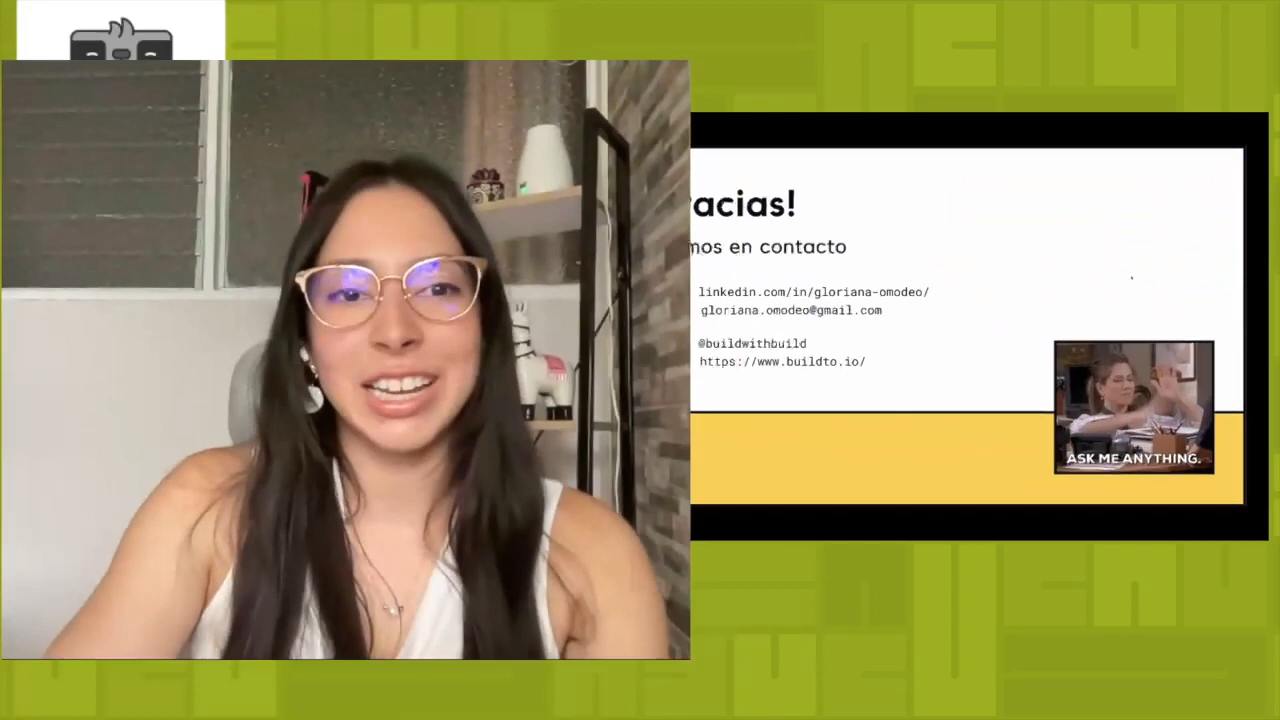 racias!
mos en contacto
linkedin.com/in/gloriana-omodeo/
gloriana.omodeo@gmail.com
@buildwithbuild
https://www.buildto.io/
ASK ME ANYTHING.